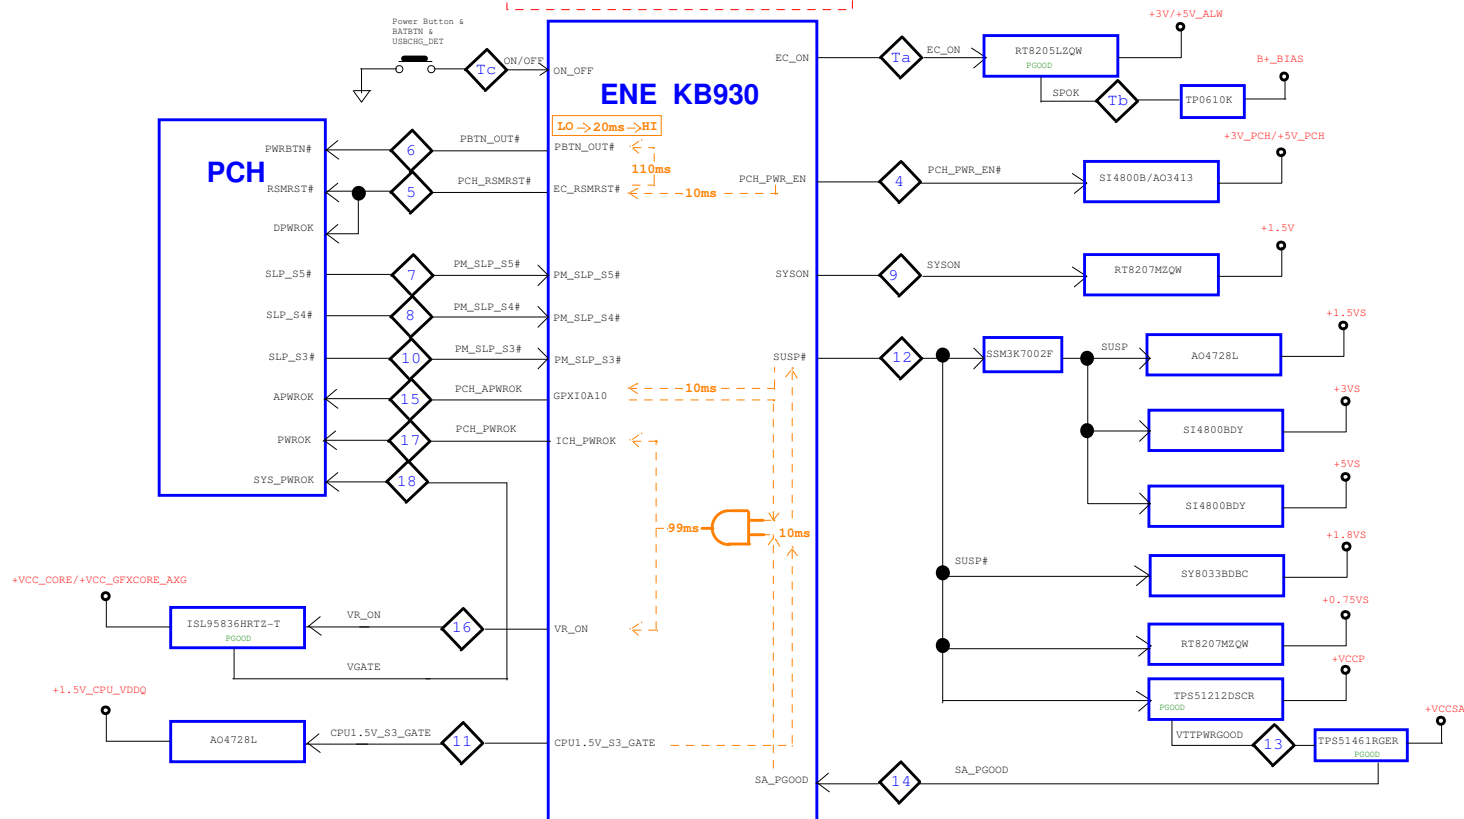 Power Button &
BATBTN &
USBCHG_DET
Tc
ON/OFF
ON_OFF
ENE KB930
EC_ON
Ta
EC_ON
RT8205LZQW
PGOOD
+3V/+5V_ALW
SPOK
Tb
TP0610K
B+_BIAS
LO
20ms
HI
PCH
PWRBTN#
6
PBTN_OUT#
PBTN_OUT#
110ms
RSMRST#
5
PCH_RSMRST#
EC_RSMRST#
10ms
PCH_PWR_EN
4
PCH_PWR_EN#
SI4800B/AO3413
+3V_PCH/+5V_PCH
DPWROK
SLP_S5#
7
PM_SLP_S5#
PM_SLP_S5#
SYSON
9
SYSON
RT8207MZQW
+1.5V
SLP_S4#
8
PM_SLP_S4#
PM_SLP_S4#
SLP_S3#
10
PM_SLP_S3#
PM_SLP_S3#
SUSP#
12
SSM3K7002F
SUSP
AO4728L
+1.5VS
APWROK
15
PCH_APWROK
GPXI0A10
10ms
SI4800BDY
+3VS
PWROK
17
PCH_PWROK
ICH_PWROK
SYS_PWROK
18
SI4800BDY
+5VS
99ms
10ms
SUSP#
SY8033BDBC
+1.8VS
+VCC_CORE/+VCC_GFXCORE_AXG
ISL95836HRTZ-T
PGOOD
VR_ON
16
VR_ON
RT8207MZQW
+0.75VS
VGATE
TPS51212DSCR
PGOOD
+VCCP
+1.5V_CPU_VDDQ
AO4728L
CPU1.5V_S3_GATE
11
CPU1.5V_S3_GATE
VTTPWRGOOD
13
TPS51461RGER
PGOOD
+VCCSA
SA_PGOOD
14
SA_PGOOD